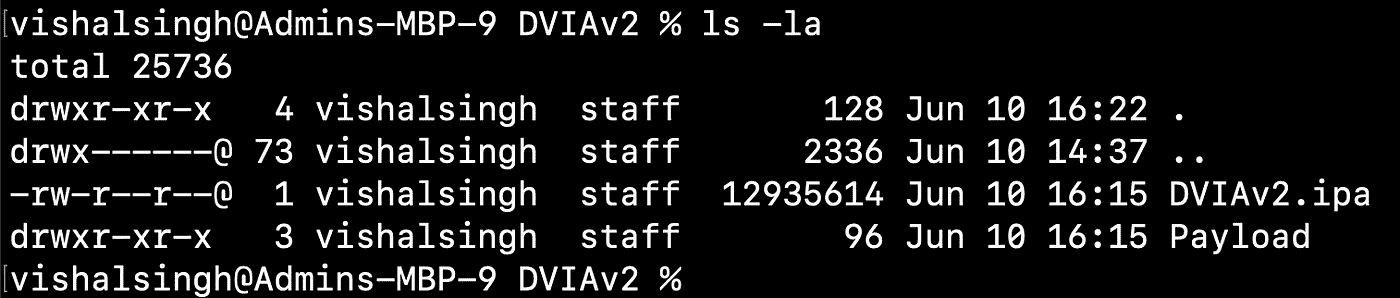 [vishalsingh@Admins-MBP-9 DVIAv2 % ls -la
total 25736
drwxr-xr-x   4 vishalsingh  staff       128 Jun 10 16:22 .
drwx------@ 73 vishalsingh  staff      2336 Jun 10 14:37 ..
-rw-r--r--@  1 vishalsingh  staff  12935614 Jun 10 16:15 DVIAv2.ipa
drwxr-xr-x   3 vishalsingh  staff        96 Jun 10 16:15 Payload
[vishalsingh@Admins-MBP-9 DVIAv2 %